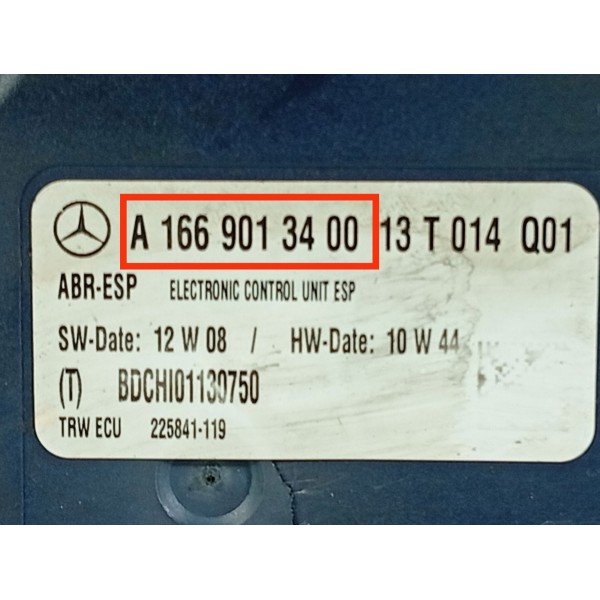 A 166 901 34 00 13 T 014 Q01
ABR-ESP ELECTRONIC CONTROL UNIT ESP
SW-Date: 12 W 08 / HW-Date: 10 W 44
(T) BDCHI01130750
TRW ECU 225841-119